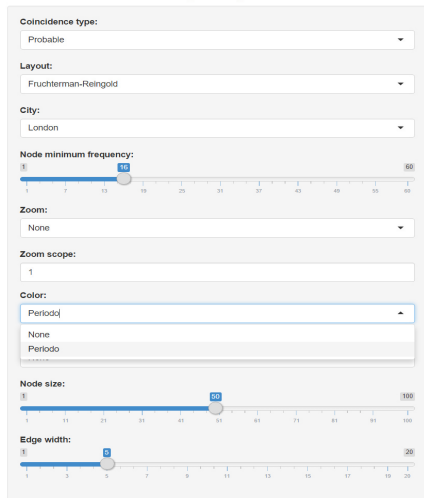 Coincidence type:
Probable
Layout:
Fruchterman-Reingold
City:
London
Node minimum frequency:
1 16 60
1 7 13 19 25 31 37 43 49 55 60
Zoom:
None
Zoom scope:
1
Color:
Periodo
None
Periodo
Node size:
1 50 100
1 11 21 31 41 51 61 71 81 91 100
Edge width:
1 5 20
1 3 5 7 9 11 13 15 17 19 20